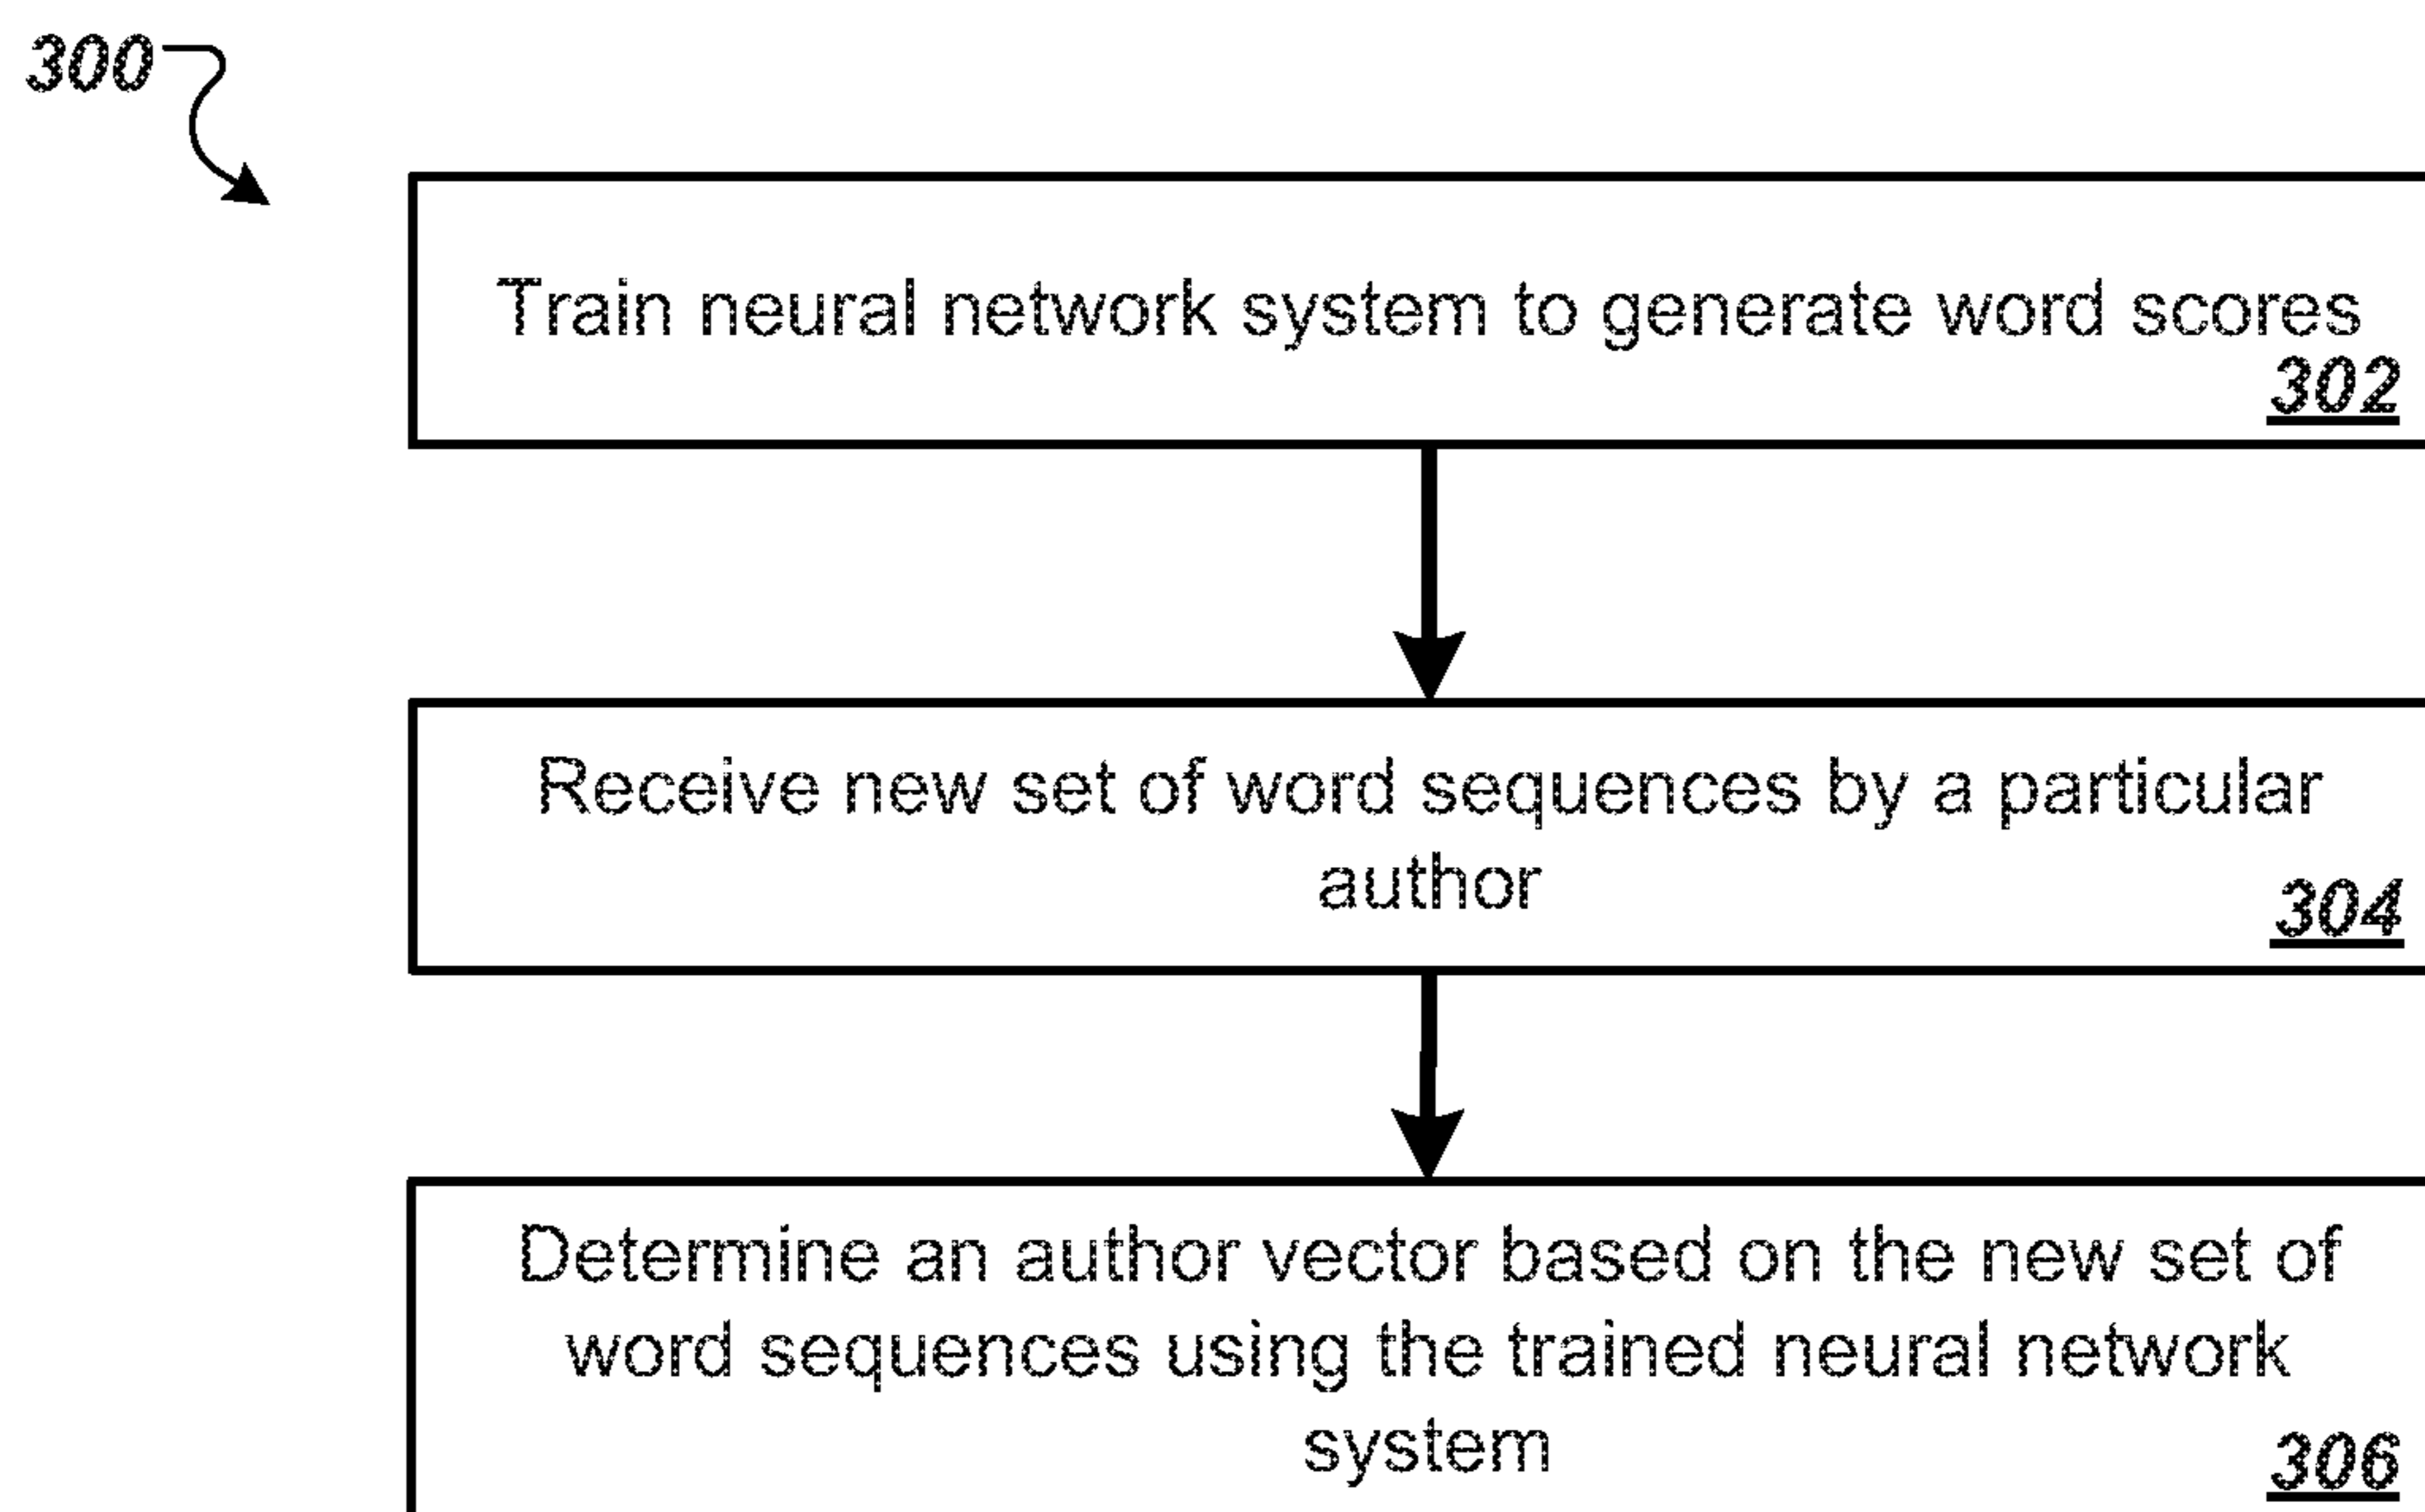 300
Train neural network system to generate word scores
302
Receive new set of word sequences by a particular
author
304
Determine an author vector based on the new set of
word sequences using the trained neural network
system
306